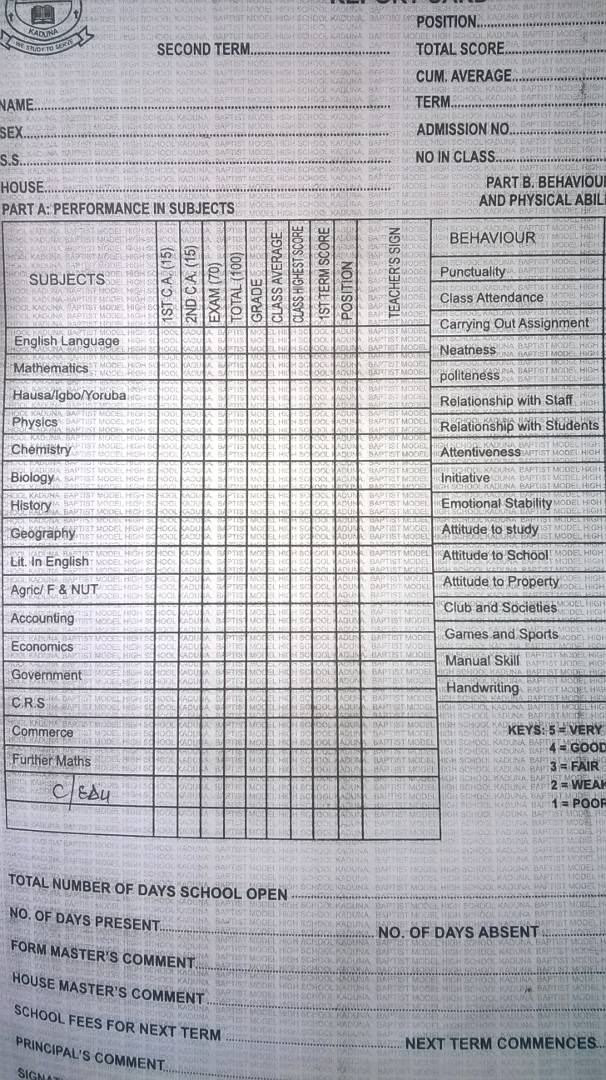 REPORT CARD
KADUNA
WE STUDY TO SERVE
POSITION
SECOND TERM
TOTAL SCORE
CUM. AVERAGE
NAME
TERM
SEX
ADMISSION NO.
S.S.
NO IN CLASS
HOUSE
PART B. BEHAVIOU
AND PHYSICAL ABILI
PART A: PERFORMANCE IN SUBJECTS
SUBJECTS
1ST C.A. (15)
2ND C.A. (15)
EXAM (70)
TOTAL (100)
GRADE
CLASS AVERAGE
CLASS HIGHEST SCORE
1ST TERM SCORE
POSITION
TEACHER'S SIGN
English Language
Mathematics
Hausa/Igbo/Yoruba
Physics
Chemistry
Biology
History
Geography
Lit. In English
Agric/ F & NUT
Accounting
Economics
Government
C.R.S
Commerce
Further Maths
C/EDU
BEHAVIOUR
Punctuality
Class Attendance
Carrying Out Assignment
Neatness
politeness
Relationship with Staff
Relationship with Students
Attentiveness
Initiative
Emotional Stability
Attitude to study
Attitude to School
Attitude to Property
Club and Societies
Games and Sports
Manual Skill
Handwriting
KEYS: 5 = VERY
4 = GOOD
3 = FAIR
2 = WEAK
1 = POOR
TOTAL NUMBER OF DAYS SCHOOL OPEN
NO. OF DAYS PRESENT
NO. OF DAYS ABSENT
FORM MASTER'S COMMENT
HOUSE MASTER'S COMMENT
SCHOOL FEES FOR NEXT TERM
NEXT TERM COMMENCES
PRINCIPAL'S COMMENT